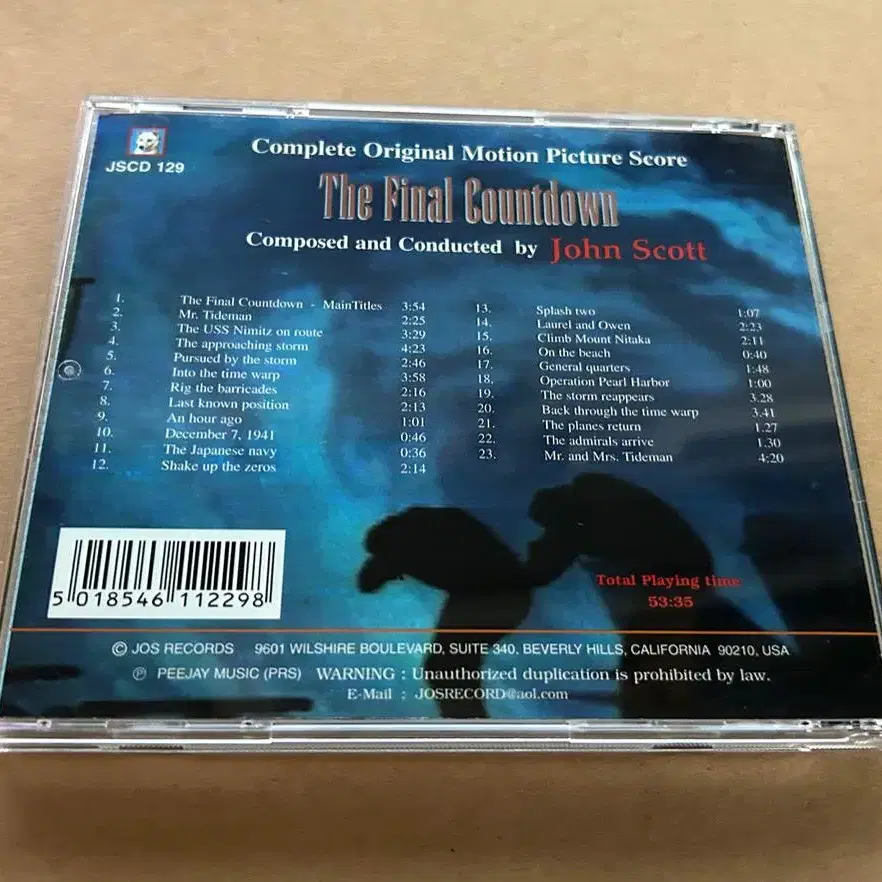 JSCD 129
Complete Original Motion Picture Score
The Final Countdown
Composed and Conducted by John Scott
1. The Final Countdown - MainTitles 3:54
2. Mr. Tideman 2:25
3. The USS Nimitz on route 3:29
4. The approaching storm 4:23
5. Pursued by the storm 2:46
6. Into the time warp 3:58
7. Rig the barricades 2:16
8. Last known position 2:13
9. An hour ago 1:01
10. December 7, 1941 0:46
11. The Japanese navy 0:36
12. Shake up the zeros 2:14
13. Splash two 1:07
14. Laurel and Owen 2:23
15. Climb Mount Nitaka 2:11
16. On the beach 0:40
17. General quarters 1:48
18. Operation Pearl Harbor 1:00
19. The storm reappears 3.28
20. Back through the time warp 3.41
21. The planes return 1.27
22. The admirals arrive 1.30
23. Mr. and Mrs. Tideman 4:20
Total Playing time
53:35
5 018546 112298
© JOS RECORDS 9601 WILSHIRE BOULEVARD, SUITE 340, BEVERLY HILLS, CALIFORNIA 90210, USA
℗ PEEJAY MUSIC (PRS) WARNING : Unauthorized duplication is prohibited by law.
E-Mail : JOSRECORD@aol.com